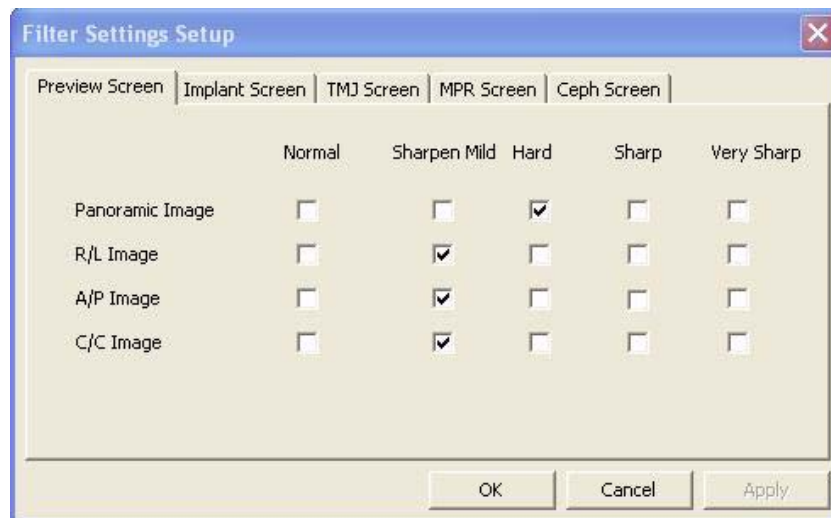 Filter Settings Setup
Preview Screen Implant Screen TMJ Screen MPR Screen Ceph Screen
Normal Sharpen Mild Hard Sharp Very Sharp
Panoramic Image
R/L Image
A/P Image
C/C Image
OK Cancel Apply